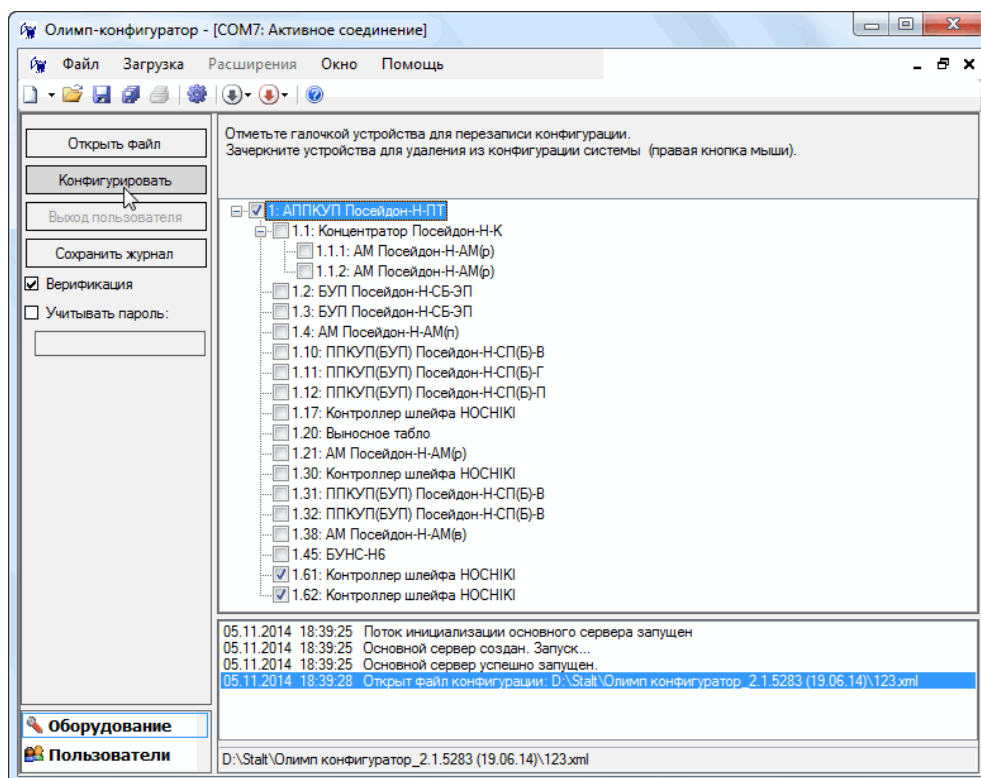 Олимп-конфигуратор - [COM7: Активное соединение]
Файл Загрузка Расширения Окно Помощь
Открыть файл
Конфигурировать
Выход пользователя
Сохранить журнал
Верификация
Учитывать пароль:
Отметьте галочкой устройства для перезаписи конфигурации.
Зачеркните устройства для удаления из конфигурации системы (правая кнопка мыши).
1: АППКУП Посейдон-Н-ПТ
1.1: Концентратор Посейдон-Н-К
1.1.1: АМ Посейдон-Н-АМ(р)
1.1.2: АМ Посейдон-Н-АМ(р)
1.2: БУП Посейдон-Н-СБ-ЭП
1.3: БУП Посейдон-Н-СБ-ЭП
1.4: АМ Посейдон-Н-АМ(п)
1.10: ППКУП(БУП) Посейдон-Н-СП(Б)-В
1.11: ППКУП(БУП) Посейдон-Н-СП(Б)-Г
1.12: ППКУП(БУП) Посейдон-Н-СП(Б)-П
1.17: Контроллер шлейфа HOCHIKI
1.20: Выносное табло
1.21: АМ Посейдон-Н-АМ(р)
1.30: Контроллер шлейфа HOCHIKI
1.31: ППКУП(БУП) Посейдон-Н-СП(Б)-В
1.32: ППКУП(БУП) Посейдон-Н-СП(Б)-В
1.38: АМ Посейдон-Н-АМ(в)
1.45: БУНС-Н6
1.61: Контроллер шлейфа HOCHIKI
1.62: Контроллер шлейфа HOCHIKI
05.11.2014 18:39:25 Поток инициализации основного сервера запущен
05.11.2014 18:39:25 Основной сервер создан. Запуск...
05.11.2014 18:39:25 Основной сервер успешно запущен.
05.11.2014 18:39:28 Открыт файл конфигурации: D:\Stalt\Олимп конфигуратор_2.1.5283 (19.06.14)\123.xml
Оборудование
Пользователи
D:\Stalt\Олимп конфигуратор_2.1.5283 (19.06.14)\123.xml